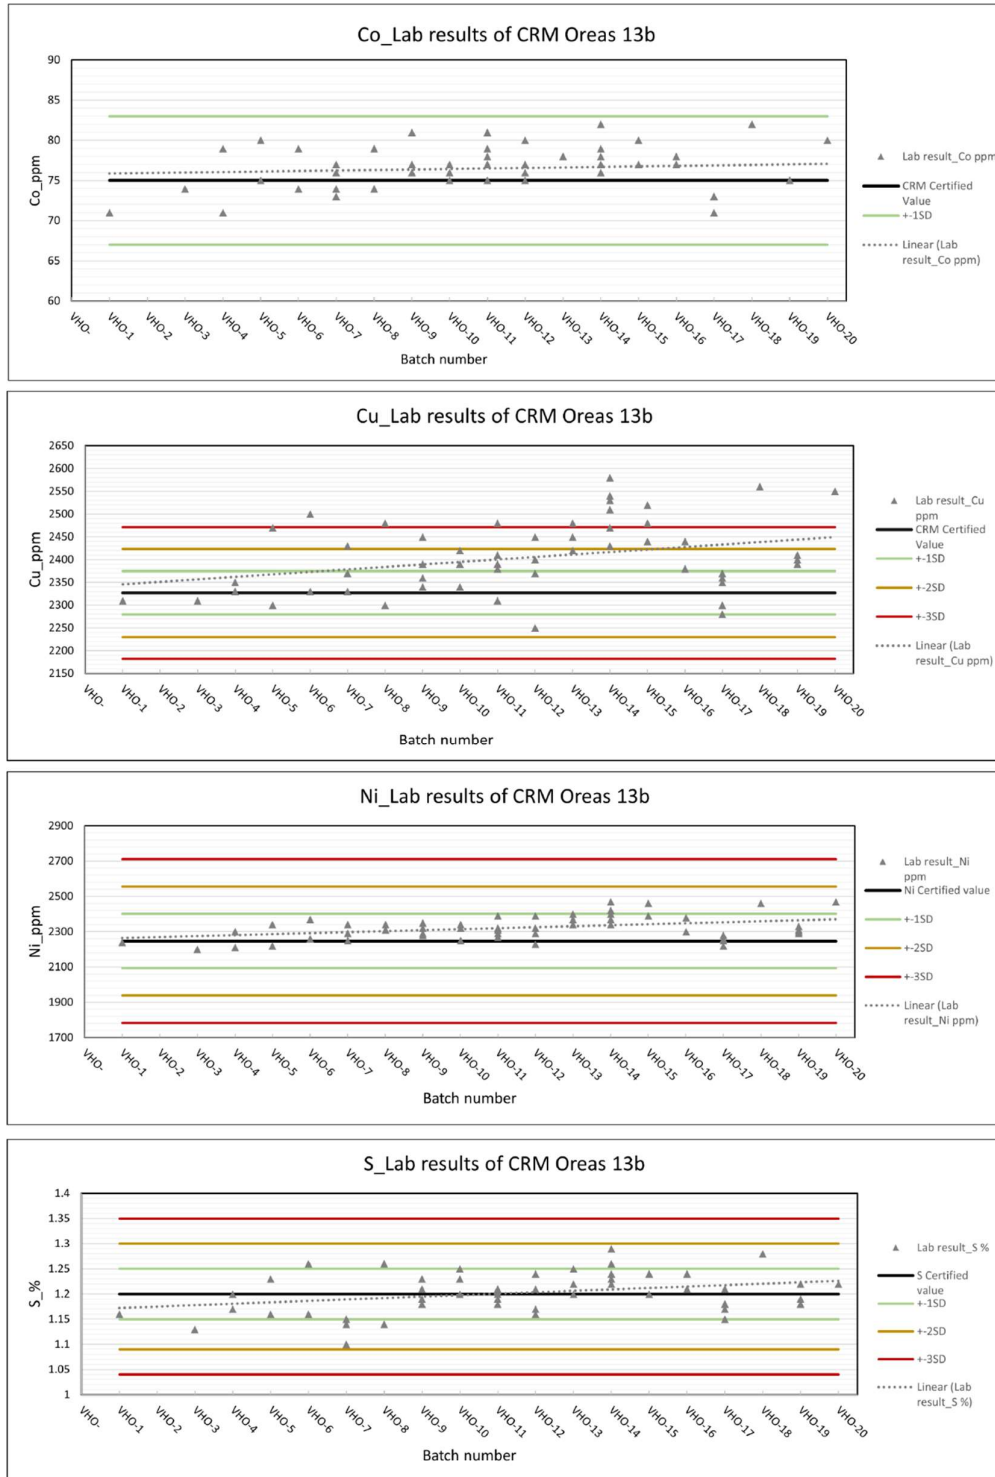 Co_Lab results of CRM Oreas 13b
90
85
80
75
70
65
60
Co_ppm
VHO-
VHO-1
VHO-2
VHO-3
VHO-4
VHO-5
VHO-6
VHO-7
VHO-8
VHO-9
VHO-10
VHO-11
VHO-12
VHO-13
VHO-14
VHO-15
VHO-16
VHO-17
VHO-18
VHO-19
VHO-20
Batch number
Lab result_Co ppm
CRM Certified
Value
+-1SD
Linear (Lab
result_Co ppm)
Cu_Lab results of CRM Oreas 13b
2650
2600
2550
2500
2450
2400
2350
2300
2250
2200
2150
Cu_ppm
VHO-
VHO-1
VHO-2
VHO-3
VHO-4
VHO-5
VHO-6
VHO-7
VHO-8
VHO-9
VHO-10
VHO-11
VHO-12
VHO-13
VHO-14
VHO-15
VHO-16
VHO-17
VHO-18
VHO-19
VHO-20
Batch number
Lab result_Cu
ppm
CRM Certified
Value
+-1SD
+-2SD
+-3SD
Linear (Lab
result_Cu ppm)
Ni_Lab results of CRM Oreas 13b
2900
2700
2500
2300
2100
1900
1700
Ni_ppm
VHO-
VHO-1
VHO-2
VHO-3
VHO-4
VHO-5
VHO-6
VHO-7
VHO-8
VHO-9
VHO-10
VHO-11
VHO-12
VHO-13
VHO-14
VHO-15
VHO-16
VHO-17
VHO-18
VHO-19
VHO-20
Batch number
Lab result_Ni
ppm
Ni Certified value
+-1SD
+-2SD
+-3SD
Linear (Lab
result_Ni ppm)
S_Lab results of CRM Oreas 13b
1.4
1.35
1.3
1.25
1.2
1.15
1.1
1.05
1
S_%
VHO-
VHO-1
VHO-2
VHO-3
VHO-4
VHO-5
VHO-6
VHO-7
VHO-8
VHO-9
VHO-10
VHO-11
VHO-12
VHO-13
VHO-14
VHO-15
VHO-16
VHO-17
VHO-18
VHO-19
VHO-20
Batch number
Lab result_S %
S Certified
value
+-1SD
+-2SD
+-3SD
Linear (Lab
result_S %)